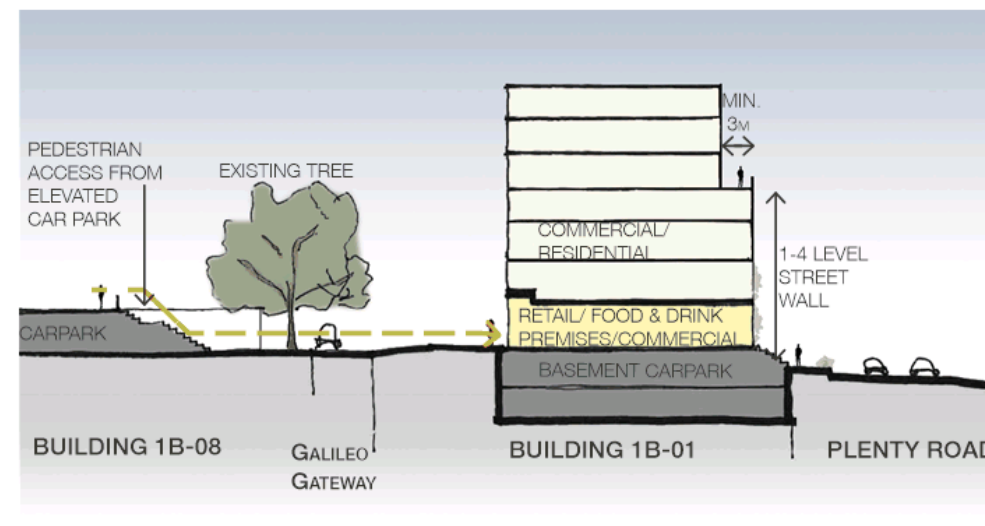 PEDESTRIAN
ACCESS FROM
ELEVATED
CAR PARK
EXISTING TREE
MIN.
3M
COMMERCIAL/
RESIDENTIAL
1-4 LEVEL
STREET
WALL
RETAIL/ FOOD & DRINK
PREMISES/COMMERCIAL
CARPARK
BASEMENT CARPARK
BUILDING 1B-08
GALILEO
GATEWAY
BUILDING 1B-01
PLENTY ROAD